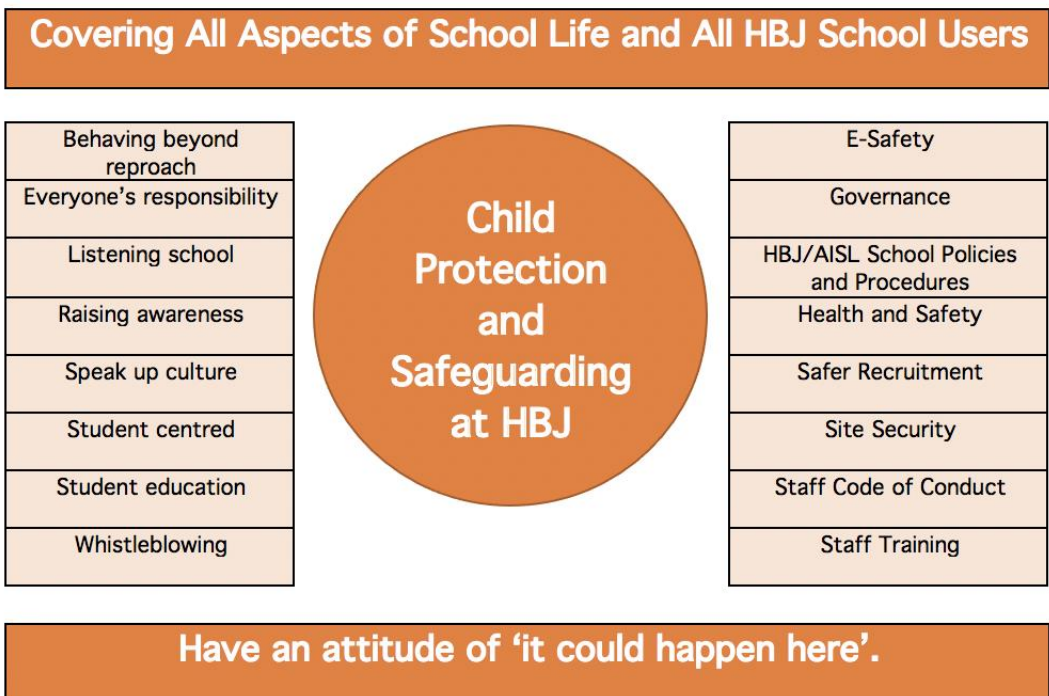 Covering All Aspects of School Life and All HBJ School Users
Behaving beyond
reproach
Everyone's responsibility
Listening school
Raising awareness
Speak up culture
Student centred
Student education
Whistleblowing
Child
Protection
and
Safeguarding
at HBJ
E-Safety
Governance
HBJ/AISL School Policies
and Procedures
Health and Safety
Safer Recruitment
Site Security
Staff Code of Conduct
Staff Training
Have an attitude of ‘it could happen here’.